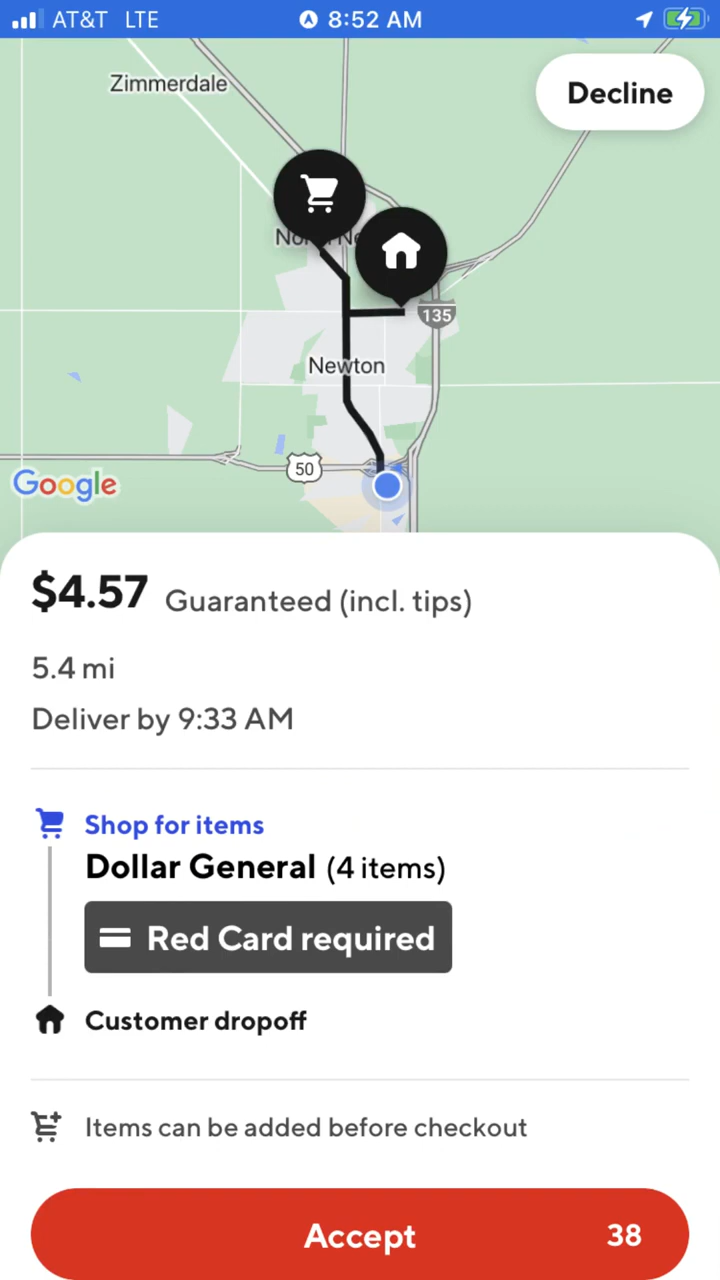 AT&T LTE 8:52 AM
Zimmerdale
Decline
135
Newton
50
Google
$4.57 Guaranteed (incl. tips)
5.4 mi
Deliver by 9:33 AM
Shop for items
Dollar General (4 items)
Red Card required
Customer dropoff
Items can be added before checkout
Accept 38